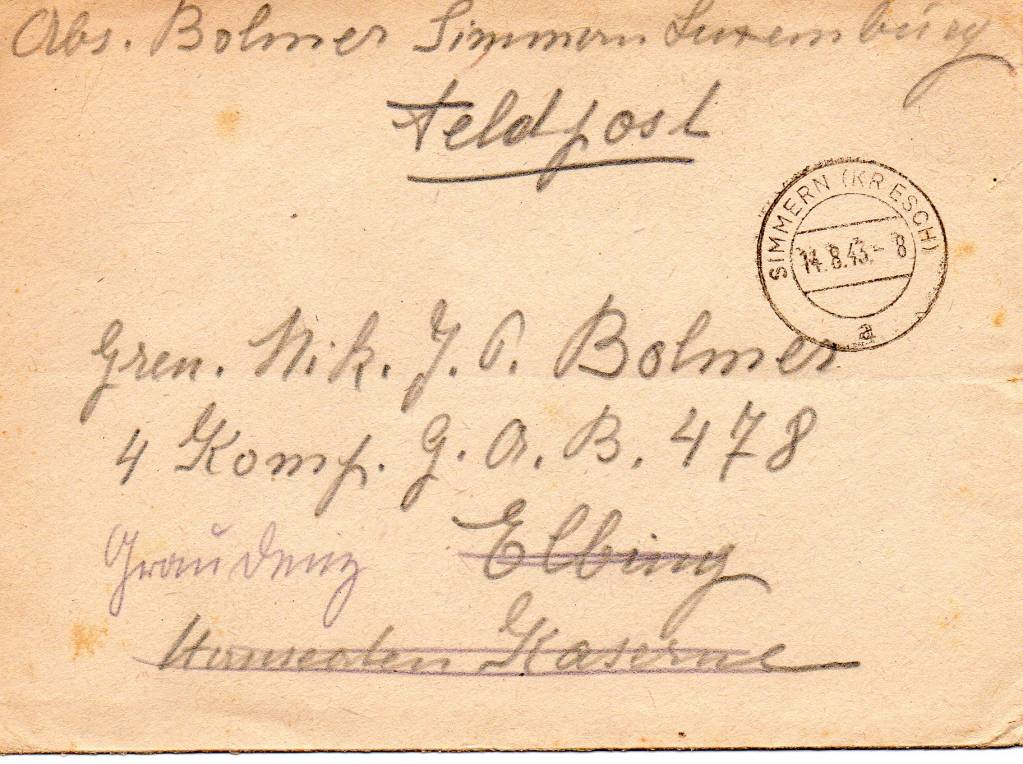 Abs. Bolmer Simmern Luxemburg
Feldpost
SIMMERN (KR ESCH)
14.8.43.- 8
a
Gren. Nik. J. P. Bolmer
4 Komp. G. A. B. 478
Graudenz Elbing
Kaserne